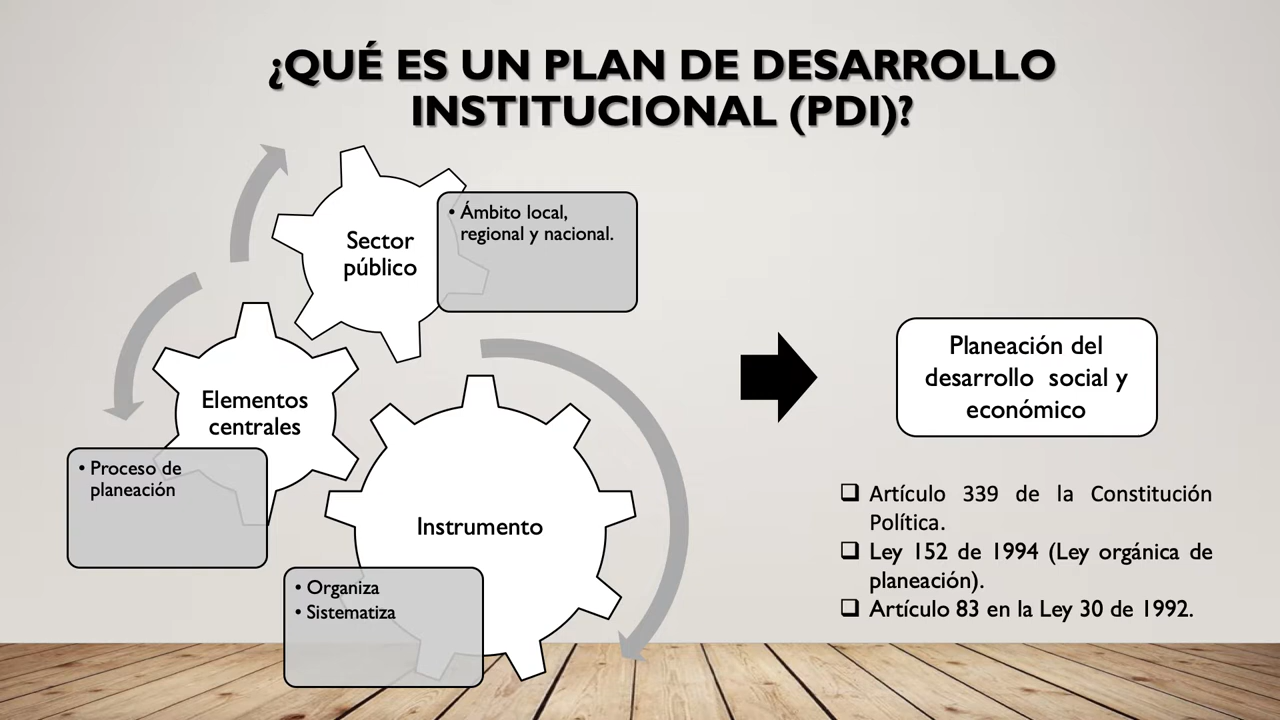 ¿QUÉ ES UN PLAN DE DESARROLLO
INSTITUCIONAL (PDI)?
Sector
público
• Ámbito local,
regional y nacional.
Elementos
centrales
• Proceso de
planeación
Instrumento
• Organiza
• Sistematiza
Planeación del
desarrollo social y
económico
❑ Artículo 339 de la Constitución
Política.
❑ Ley 152 de 1994 (Ley orgánica de
planeación).
❑ Artículo 83 en la Ley 30 de 1992.